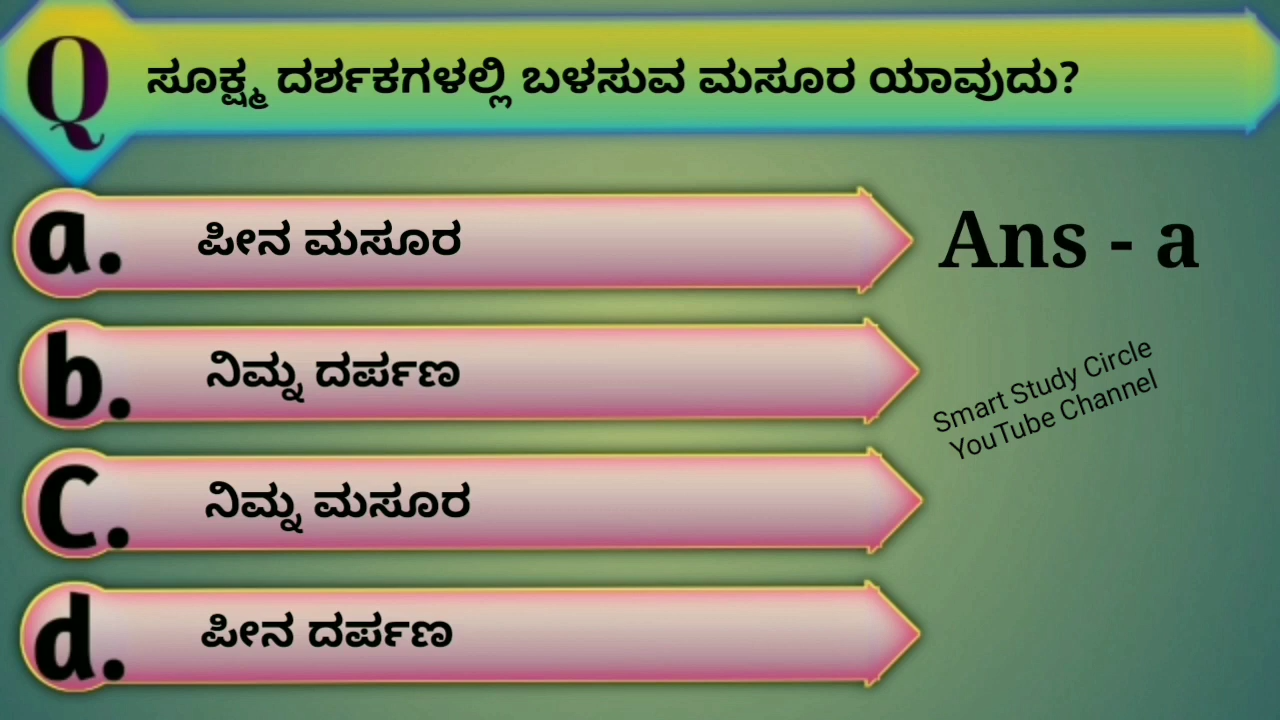 Q ಸೂಕ್ಷ್ಮ ದರ್ಶಕಗಳಲ್ಲಿ ಬಳಸುವ ಮಸೂರ ಯಾವುದು?
a. ಪೀನ ಮಸೂರ
Ans - a
b. ನಿಮ್ನ ದರ್ಪಣ
Smart Study Circle
YouTube Channel
C. ನಿಮ್ನ ಮಸೂರ
d. ಪೀನ ದರ್ಪಣ